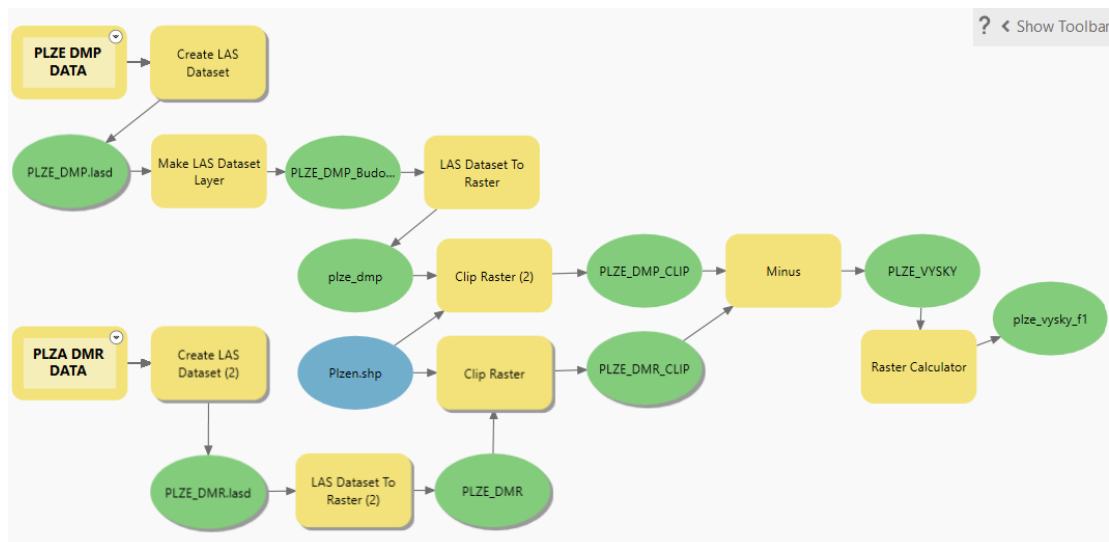 ? < Show Toolbar
PLZE DMP
DATA
Create LAS
Dataset
PLZE_DMP.lasd
Make LAS Dataset
Layer
PLZE_DMP_Budo...
LAS Dataset To
Raster
plze_dmp
Clip Raster (2)
PLZE_DMP_CLIP
Minus
PLZE_VYSKY
plze_vysky_f1
PLZA DMR
DATA
Create LAS
Dataset (2)
Plzen.shp
Clip Raster
PLZE_DMR_CLIP
Raster Calculator
PLZE_DMR.lasd
LAS Dataset To
Raster (2)
PLZE_DMR